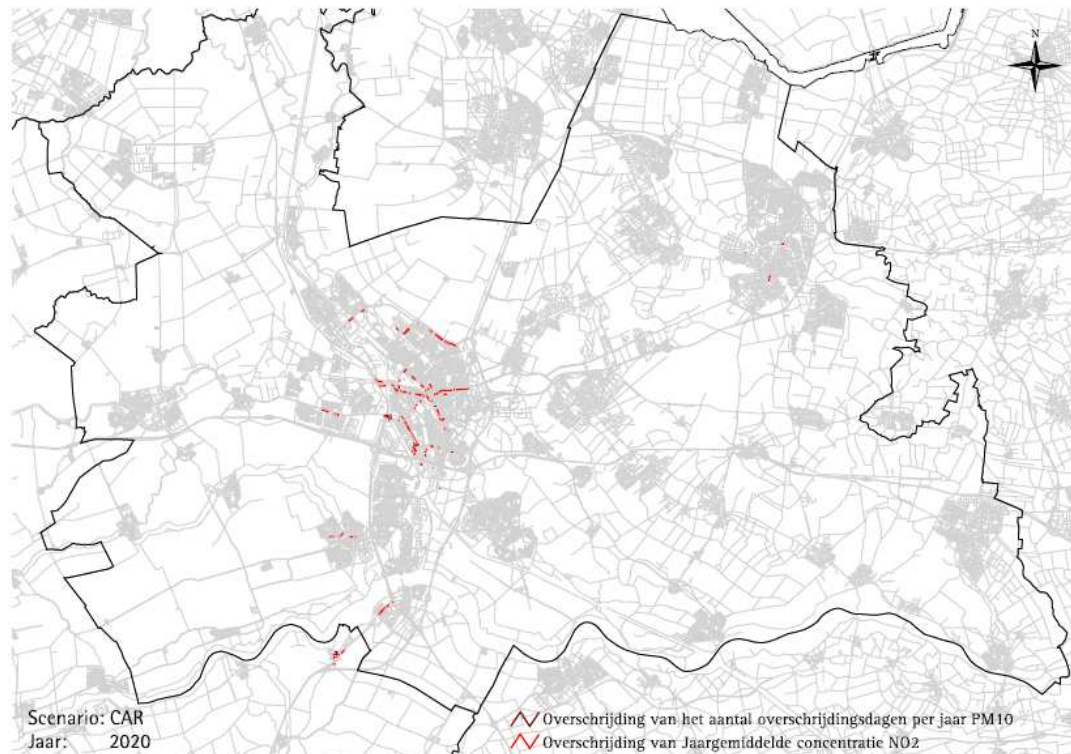 N
Scenario: CAR
Jaar: 2020
Overschrijding van het aantal overschrijdingsdagen per jaar PM10
Overschrijding van Jaargemiddelde concentratie NO2